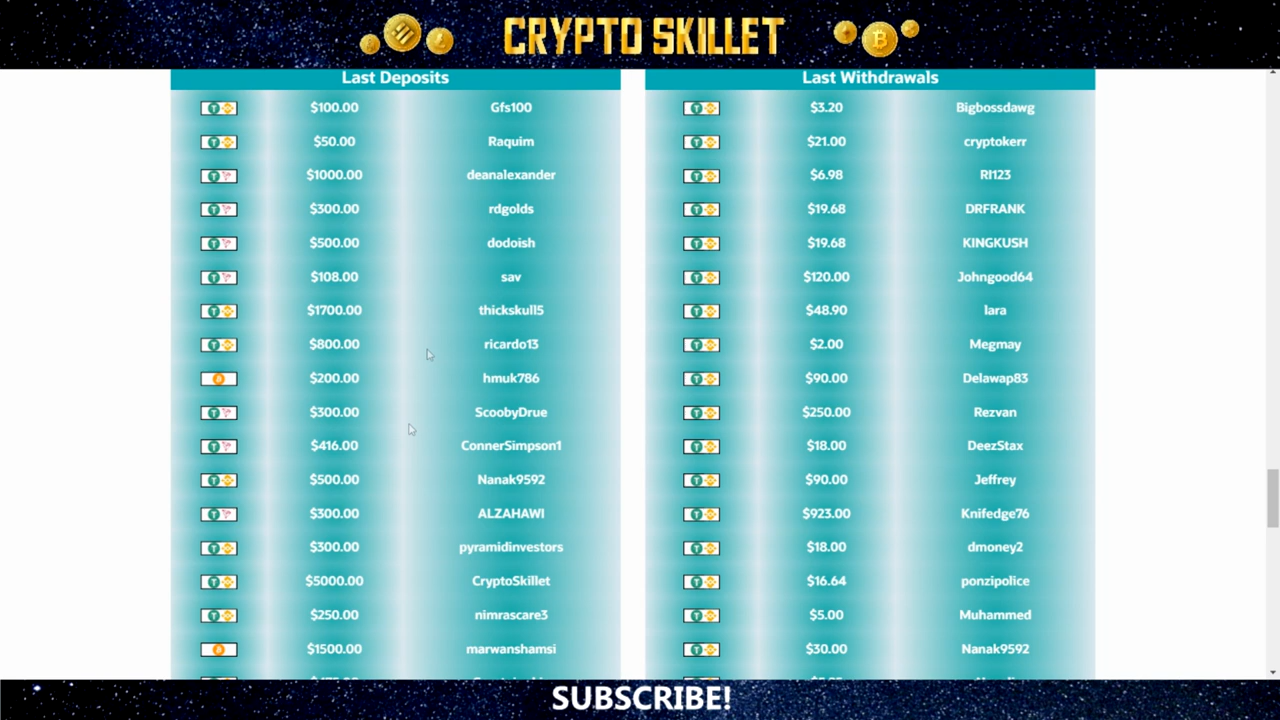 CRYPTO SKILLET
Last Deposits
$100.00 Gfs100
$50.00 Raquim
$1000.00 deanalexander
$300.00 rdgolds
$500.00 dodoish
$108.00 sav
$1700.00 thickskull5
$800.00 ricardo13
$200.00 hmuk786
$300.00 ScoobyDrue
$416.00 ConnerSimpson1
$500.00 Nanak9592
$300.00 ALZAHAWI
$300.00 pyramidinvestors
$5000.00 CryptoSkillet
$250.00 nimrascare3
$1500.00 marwanshamsi
Last Withdrawals
$3.20 Bigbossdawg
$21.00 cryptokerr
$6.98
$19.68 DRFRANK
$19.68 KINGKUSH
$120.00 Johngood64
$48.90 lara
$2.00 Megmay
$90.00 Delawap83
$250.00 Rezvan
$18.00 DeezStax
$90.00 Jeffrey
$923.00 Knifedge76
$18.00 dmoney2
$16.64 ponzipolice
$5.00 Muhammed
$30.00 Nanak9592
SUBSCRIBE!